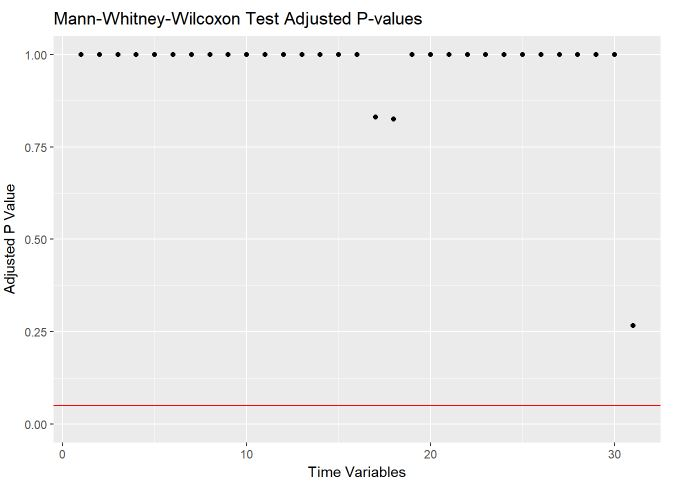 Mann-Whitney-Wilcoxon Test Adjusted P-values
1.00
0.75
0.50
0.25
0.00
Adjusted P Value
0 10 20 30
Time Variables